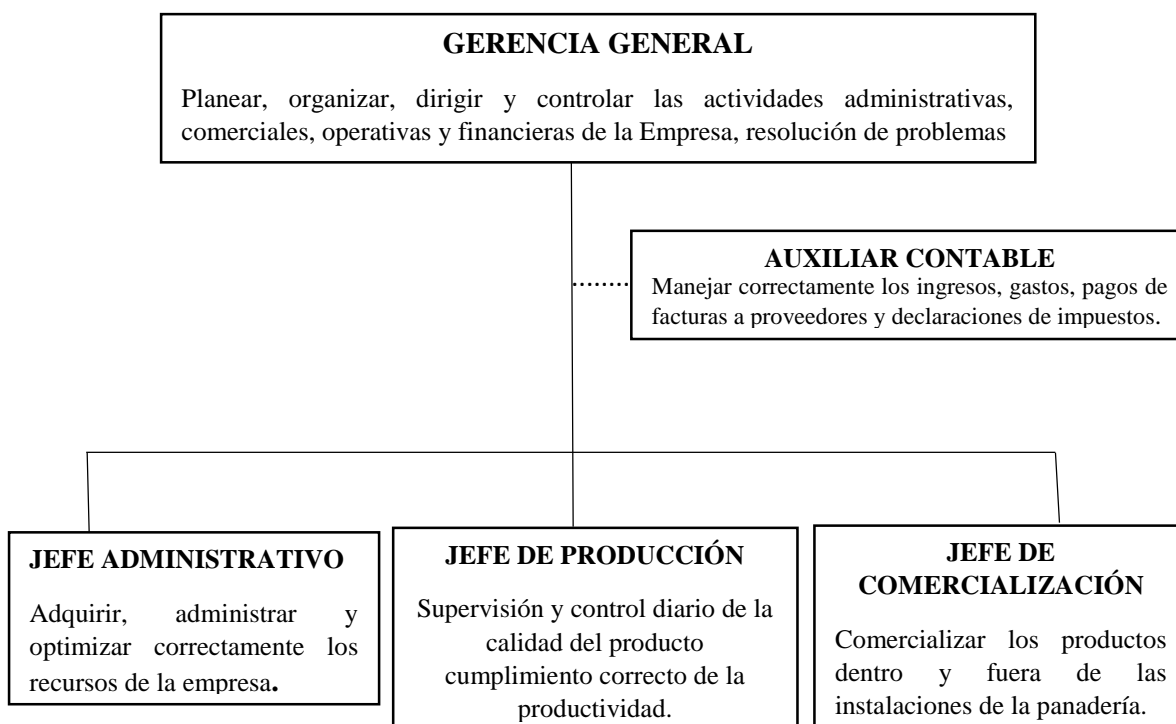 GERENCIA GENERAL
Planear, organizar, dirigir y controlar las actividades administrativas,
comerciales, operativas y financieras de la Empresa, resolución de problemas
AUXILIAR CONTABLE
Manejar correctamente los ingresos, gastos, pagos de
facturas a proveedores y declaraciones de impuestos.
JEFE ADMINISTRATIVO
Adquirir, administrar y
optimizar correctamente los
recursos de la empresa.
JEFE DE PRODUCCIÓN
Supervisión y control diario de la
calidad del producto
cumplimiento correcto de la
productividad.
JEFE DE
COMERCIALIZACIÓN
Comercializar los productos
dentro y fuera de las
instalaciones de la panadería.